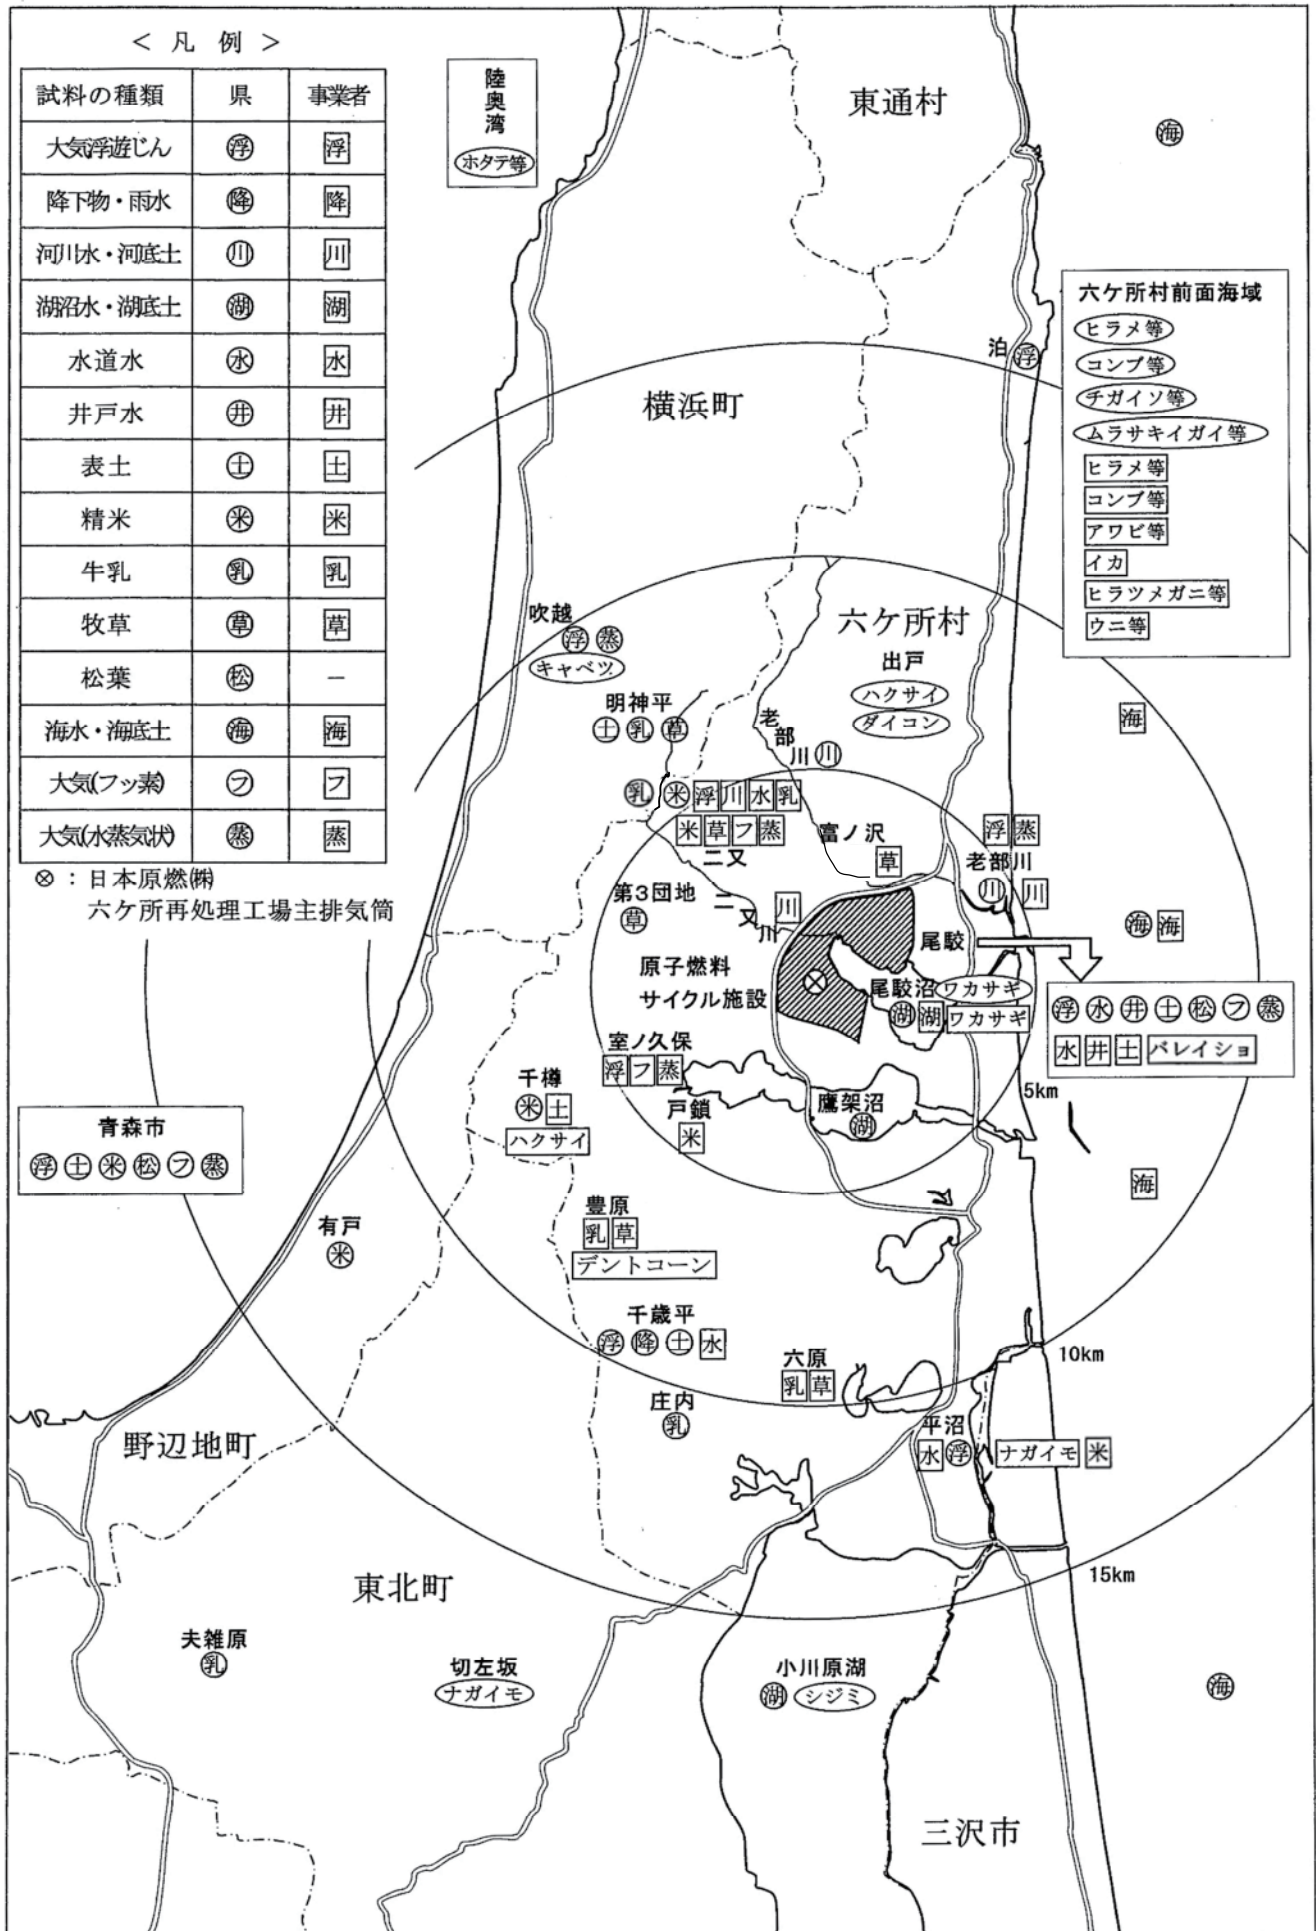 ＜ 凡 例 ＞
試料の種類 県 事業者
大気浮遊じん 浮 浮
降下物・雨水 降 降
河川水・河底土 川 川
湖沼水・湖底土 湖 湖
水道水 水 水
井戸水 井 井
表土 土 土
精米 米 米
牛乳 乳 乳
牧草 草 草
松葉 松 －
海水・海底土 海 海
大気(フッ素) フ フ
大気(水蒸気状) 蒸 蒸
⊗：日本原燃㈱
六ケ所再処理工場主排気筒
陸奥湾
ホタテ等
東通村
海
六ケ所村前面海域
ヒラメ等
コンブ等
チガイソ等
ムラサキイガイ等
ヒラメ等
コンブ等
アワビ等
イカ
ヒラツメガニ等
ウニ等
泊 浮
横浜町
吹越
浮 蒸
キャベツ
六ケ所村
出戸
ハクサイ
ダイコン
明神平
土 乳 草
老部川 川
海
乳 米 浮 川 水 乳
米 草 フ 蒸
二又
富ノ沢
草
浮 蒸
老部川
川 川
第3団地
草
二又川 川
海 海
尾駮
原子燃料
サイクル施設
尾駮沼 ワカサギ
湖 湖 ワカサギ
浮 水 井 土 松 フ 蒸
水 井 土 バレイショ
室ノ久保
浮 フ 蒸
千樽
米 土
ハクサイ
戸鎖
米
鷹架沼
湖
5km
青森市
浮 土 米 松 フ 蒸
海
有戸
米
豊原
乳 草
デントコーン
千歳平
浮 降 土 水
六原
乳 草
10km
庄内
乳
平沼
水 浮 ナガイモ 米
野辺地町
15km
東北町
夫雑原
乳
切左坂
ナガイモ
小川原湖
湖 シジミ
海
三沢市